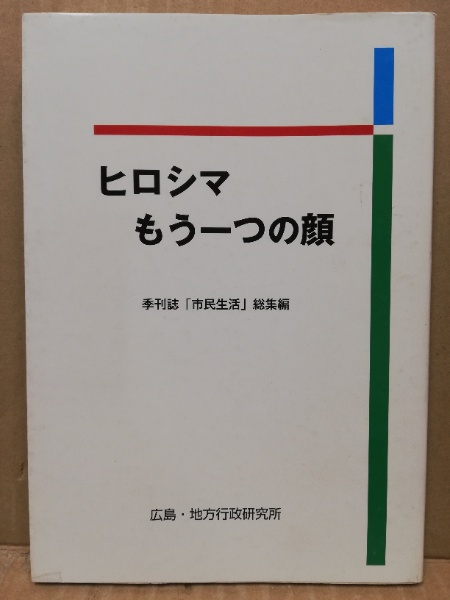 ヒロシマ
もう一つの顔
季刊誌「市民生活」総集編
広島・地方行政研究所